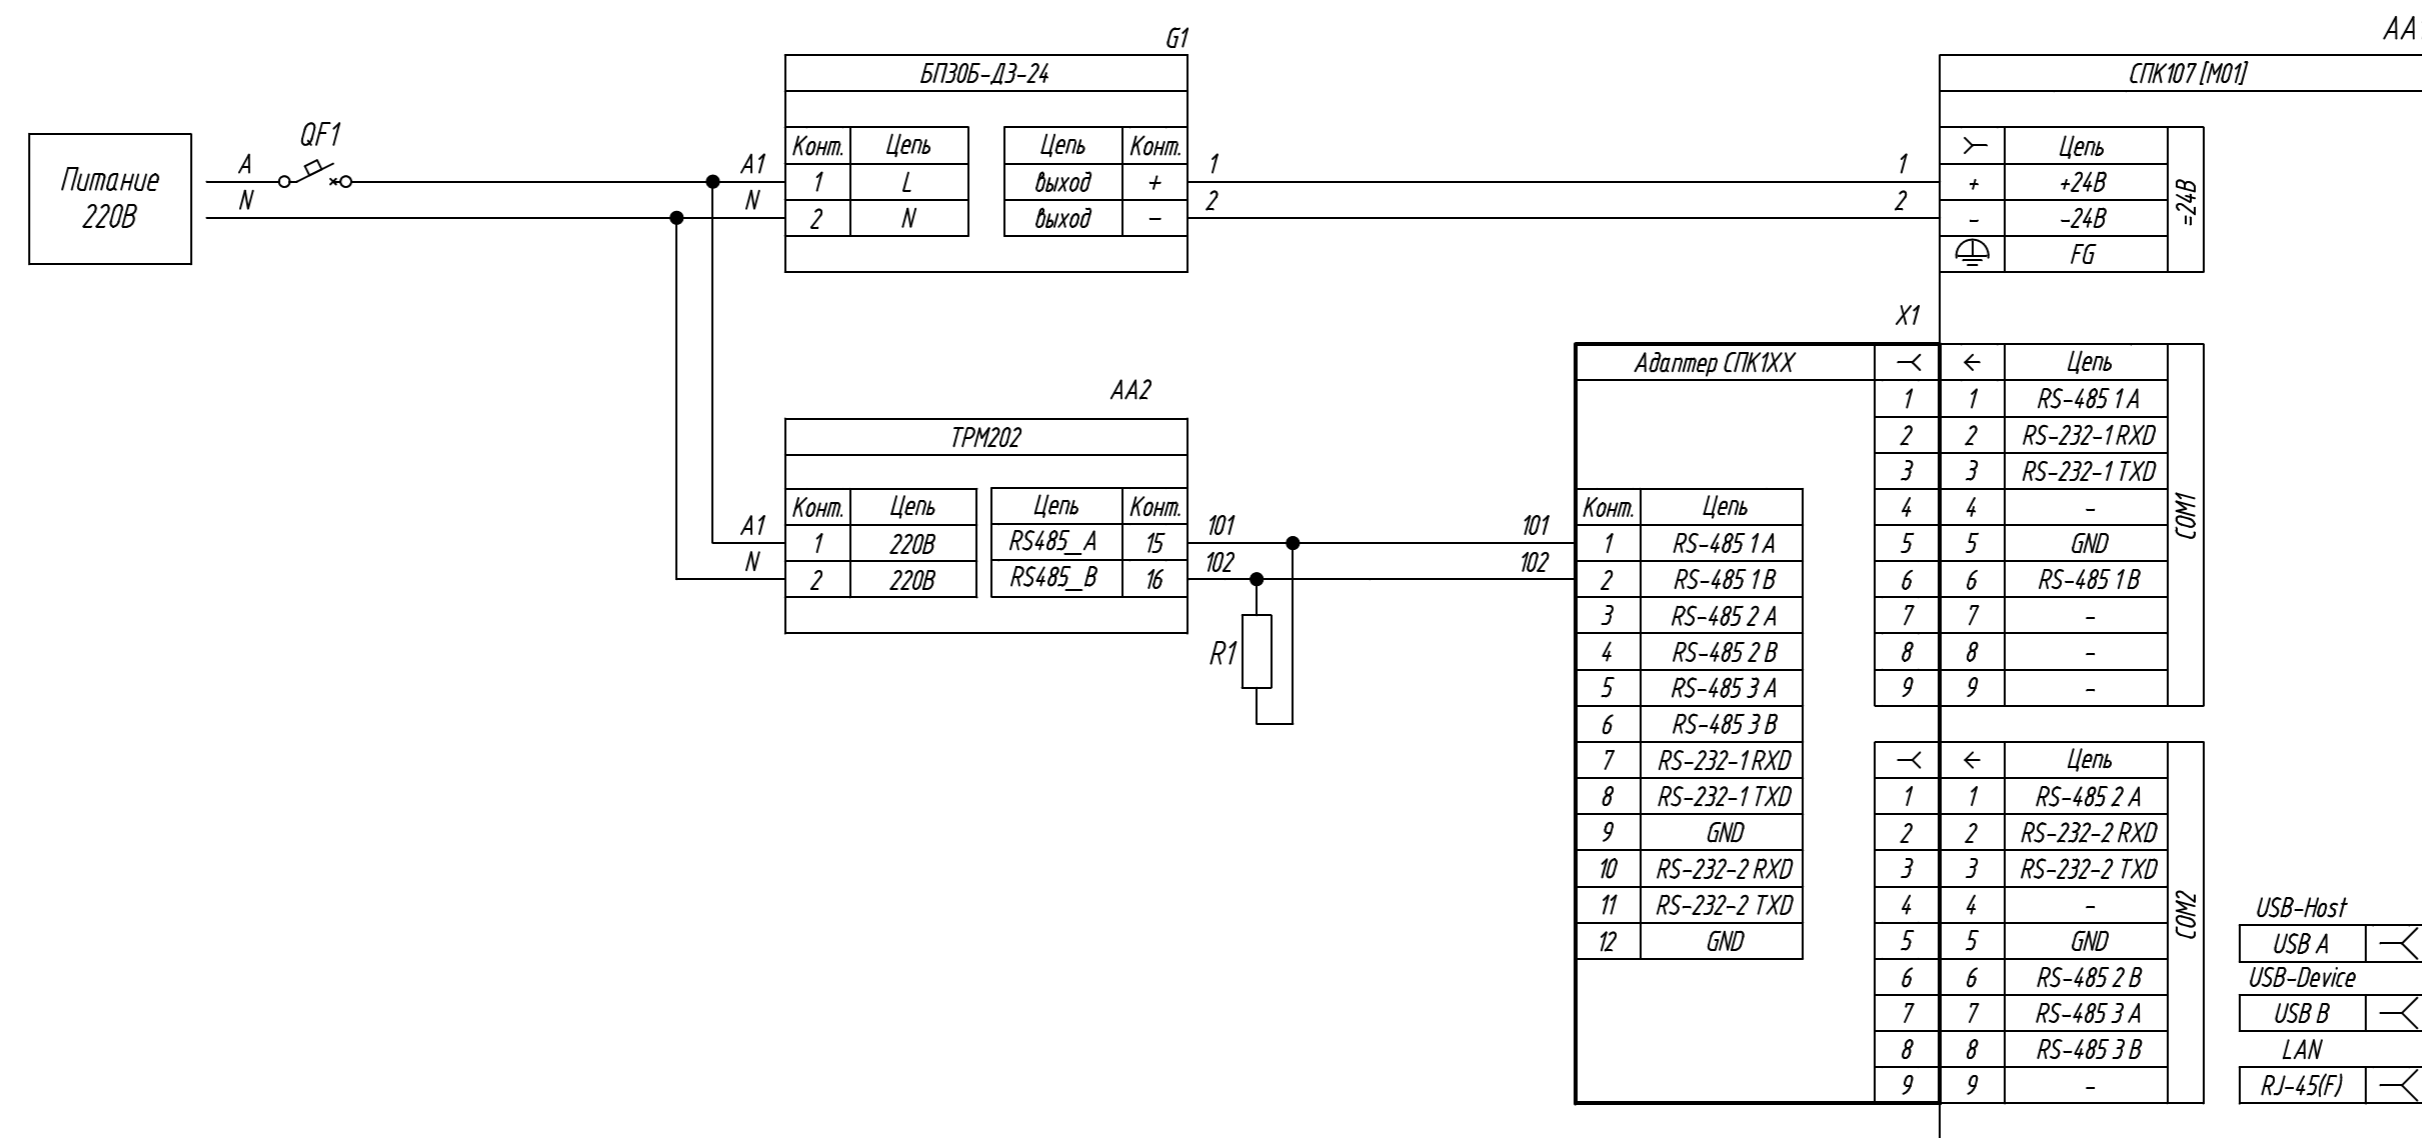 G1
БП30Б-Д3-24
Конт. Цепь Цепь Конт.
1 L выход +
2 N выход –
Питание
220В
A
N
QF1
A1
N
1
2
1
2
AA
СПК107 [М01]
Цепь
+ +24В
- -24В
FG
=24В
AA2
ТРМ202
Конт. Цепь Цепь Конт.
1 220В RS485_A 15
2 220В RS485_B 16
A1
N
101
102
R1
101
102
X1
Адаптер СПК1ХХ
Конт. Цепь
1 RS-485 1 A
2 RS-485 1 B
3 RS-485 2 A
4 RS-485 2 B
5 RS-485 3 A
6 RS-485 3 B
7 RS-232-1 RXD
8 RS-232-1 TXD
9 GND
10 RS-232-2 RXD
11 RS-232-2 TXD
12 GND
Цепь
1 1 RS-485 1 A
2 2 RS-232-1 RXD
3 3 RS-232-1 TXD
4 4 -
5 5 GND
6 6 RS-485 1 B
7 7 -
8 8 -
9 9 -
COM1
Цепь
1 1 RS-485 2 A
2 2 RS-232-2 RXD
3 3 RS-232-2 TXD
4 4 -
5 5 GND
6 6 RS-485 2 B
7 7 RS-485 3 A
8 8 RS-485 3 B
9 9 -
COM2
USB-Host
USB A
USB-Device
USB B
LAN
RJ-45(F)